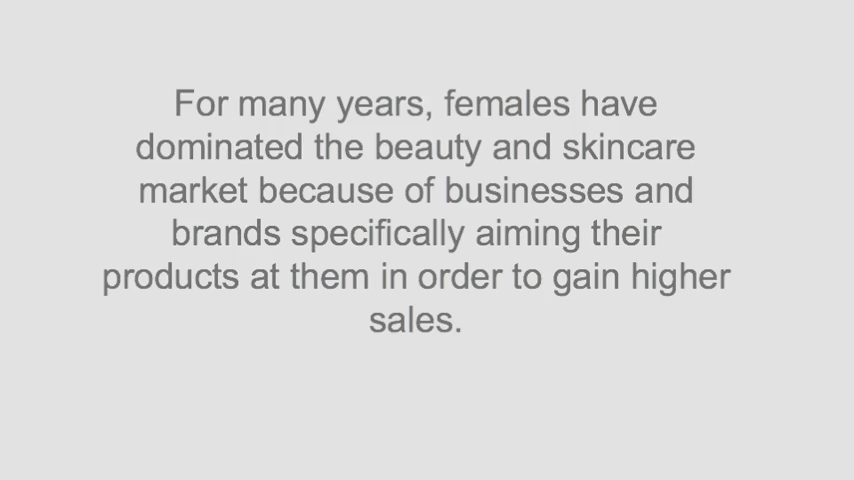 For many years, females have
dominated the beauty and skincare
market because of businesses and
brands specifically aiming their
products at them in order to gain higher
sales.